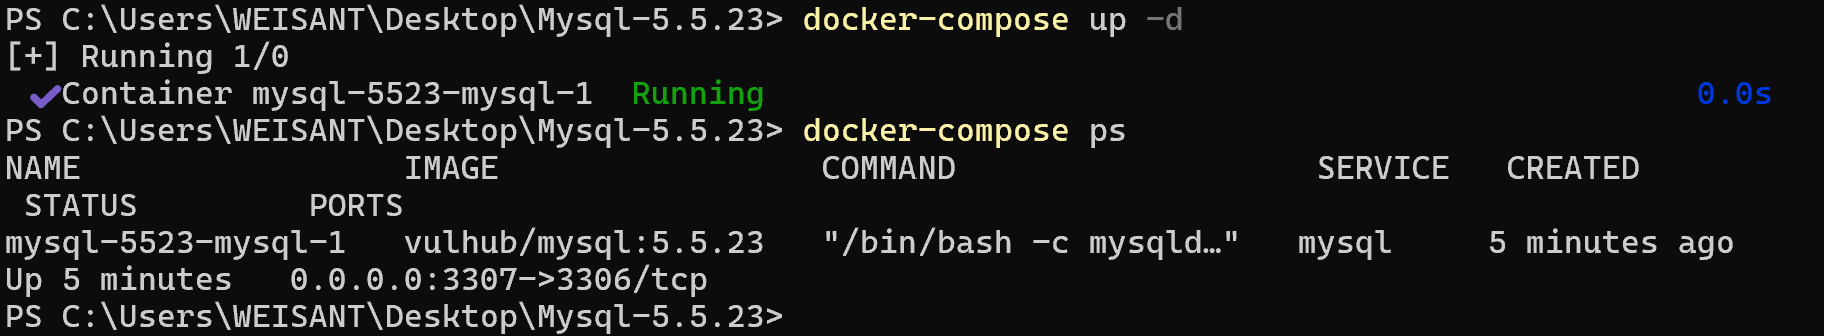 PS C:\Users\WEISANT\Desktop\Mysql-5.5.23> docker-compose up -d
[+] Running 1/0
Container mysql-5523-mysql-1 Running 0.0s
PS C:\Users\WEISANT\Desktop\Mysql-5.5.23> docker-compose ps
NAME IMAGE COMMAND SERVICE CREATED
STATUS PORTS
mysql-5523-mysql-1 vulhub/mysql:5.5.23 "/bin/bash -c mysqld…" mysql 5 minutes ago
Up 5 minutes 0.0.0.0:3307->3306/tcp
PS C:\Users\WEISANT\Desktop\Mysql-5.5.23>